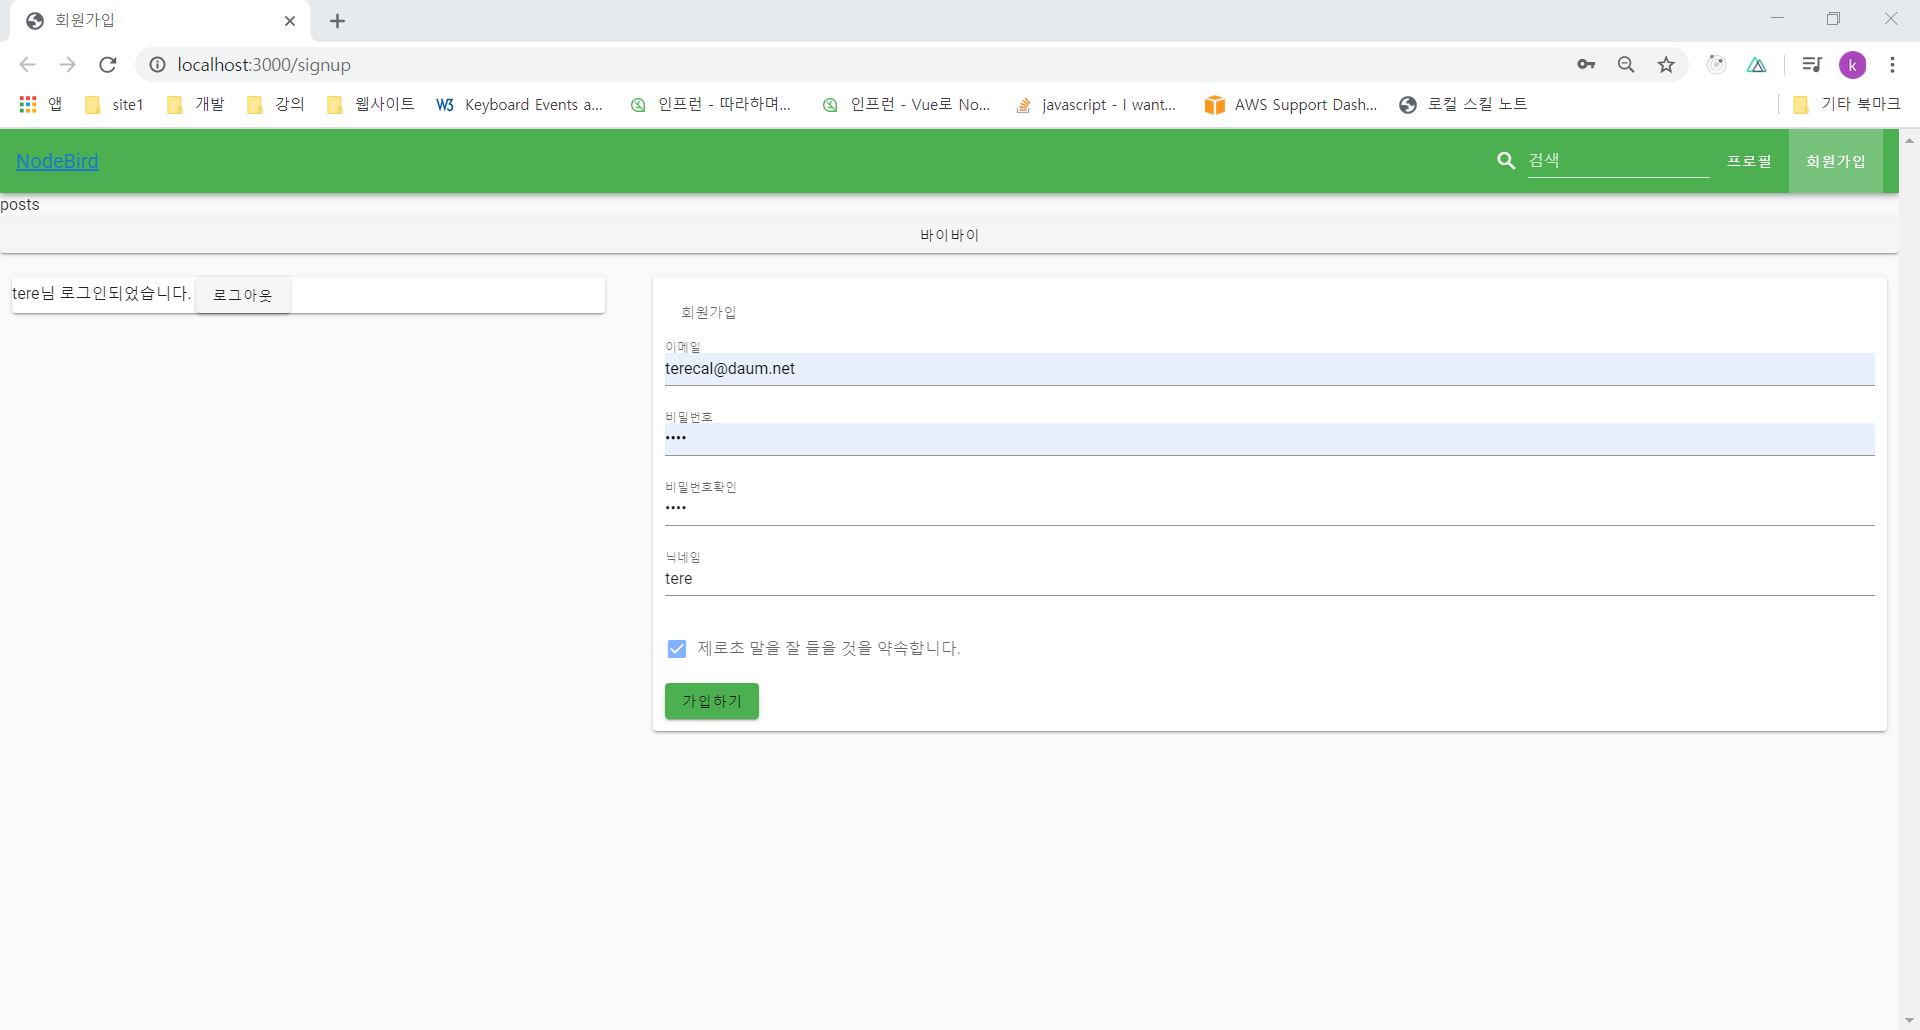 회원가입
localhost:3000/signup
k
앱 site1 개발 강의 웹사이트 W3 Keyboard Events a... 인프런 - 따라하며... 인프런 - Vue로 No... javascript - I want... AWS Support Dash... 로컬 스킬 노트 기타 북마크
NodeBird 검색 프로필 회원가입
posts
바이바이
tere님 로그인되었습니다. 로그아웃
회원가입
이메일
terecal@daum.net
비밀번호
••••
비밀번호확인
••••
닉네임
tere
제로초 말을 잘 들을 것을 약속합니다.
가입하기